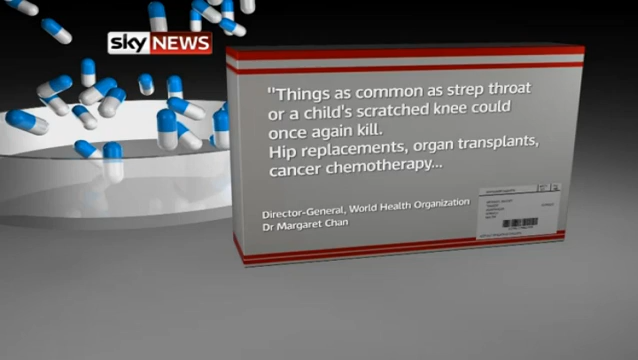 sky NEWS
"Things as common as strep throat
or a child's scratched knee could
once again kill.
Hip replacements, organ transplants,
cancer chemotherapy...
Director-General, World Health Organization
Dr Margaret Chan